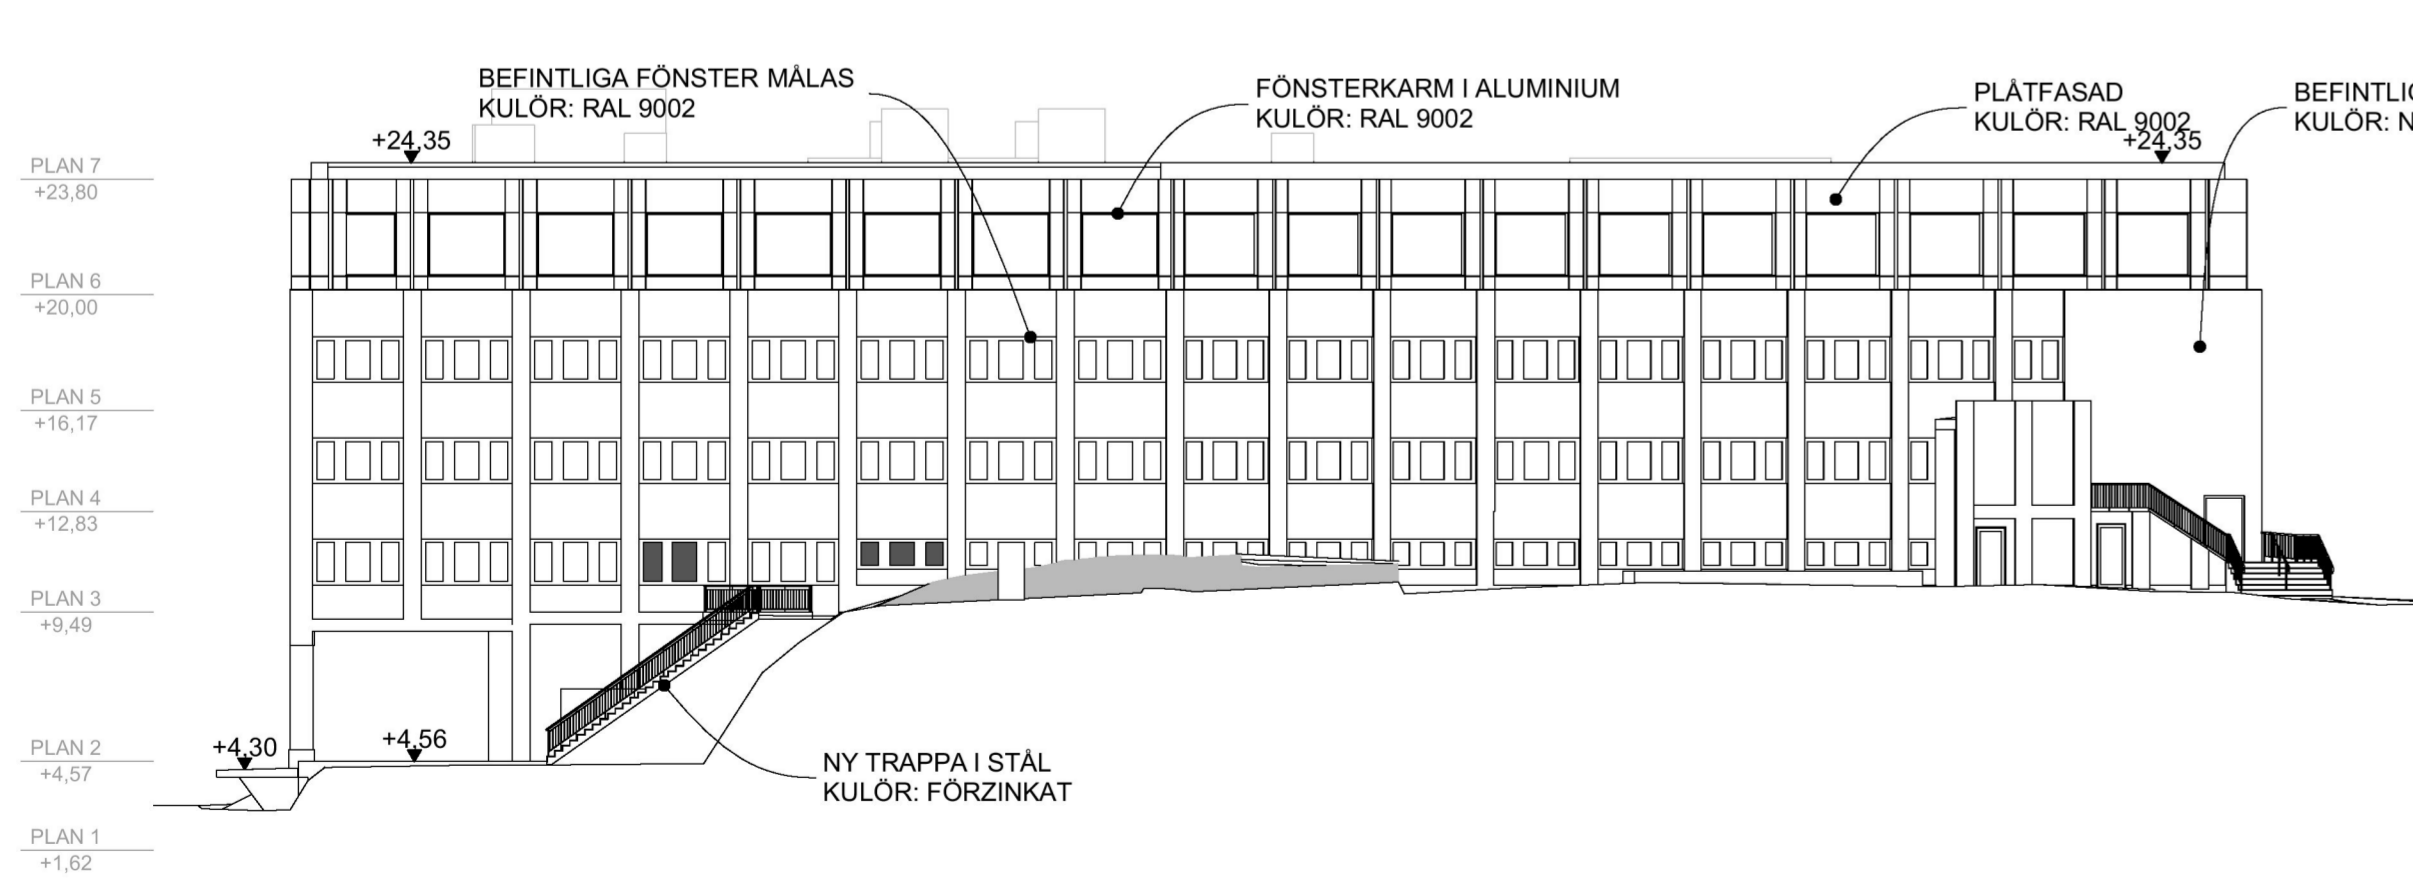 BEFINTLIGA FÖNSTER MÅLAS
KULÖR: RAL 9002
FÖNSTERKARM I ALUMINIUM
KULÖR: RAL 9002
PLÅTFASAD
KULÖR: RAL 9002
BEFINTLIG
KULÖR: N
+24,35
+24,35
PLAN 7
+23,80
PLAN 6
+20,00
PLAN 5
+16,17
PLAN 4
+12,83
PLAN 3
+9,49
PLAN 2
+4,57
PLAN 1
+1,62
+4,30
+4,56
NY TRAPPA I STÅL
KULÖR: FÖRZINKAT